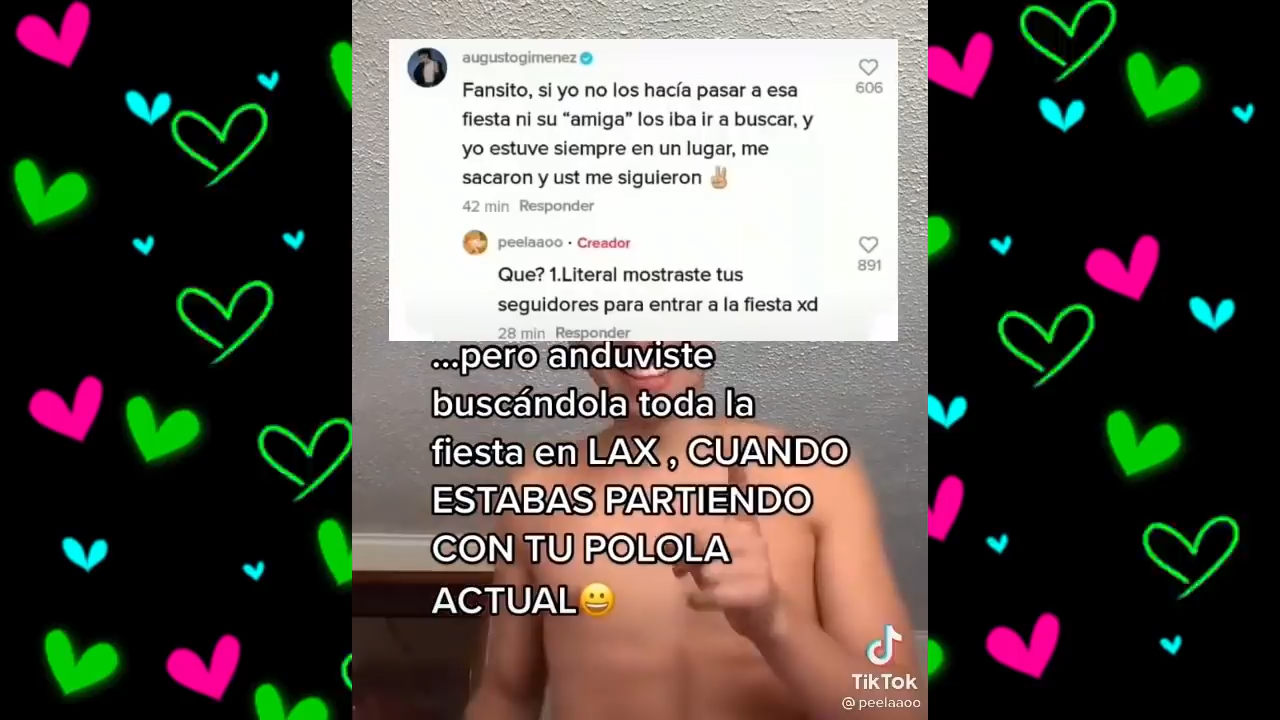 augustogimenez
606
Fansito, si yo no los hacía pasar a esa
fiesta ni su “amiga” los iba ir a buscar, y
yo estuve siempre en un lugar, me
sacaron y ust me siguieron ✌🏼
42 min Responder
peelaaoo · Creador
891
Que? 1.Literal mostraste tus
seguidores para entrar a la fiesta xd
28 min Responder
...pero anduviste
buscándola toda la
fiesta en LAX , CUANDO
ESTABAS PARTIENDO
CON TU POLOLA
ACTUAL😀
TikTok
@peelaaoo